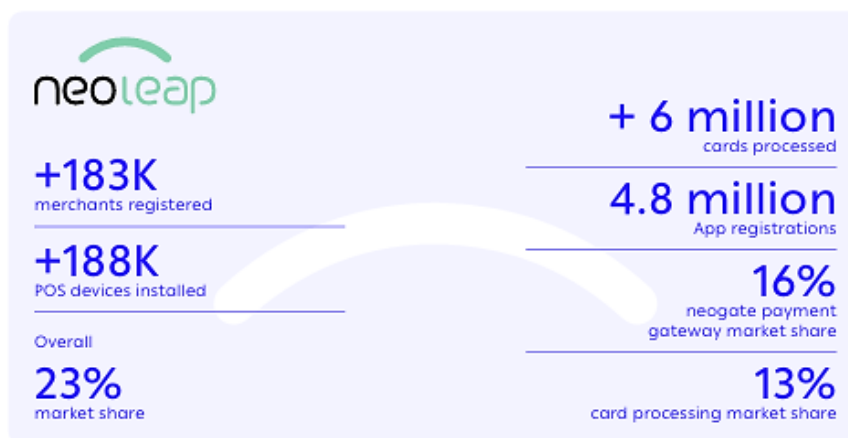 neoleap
+183K
merchants registered
+188K
POS devices installed
Overall
23%
market share
+ 6 million
cards processed
4.8 million
App registrations
16%
neogate payment
gateway market share
13%
card processing market share